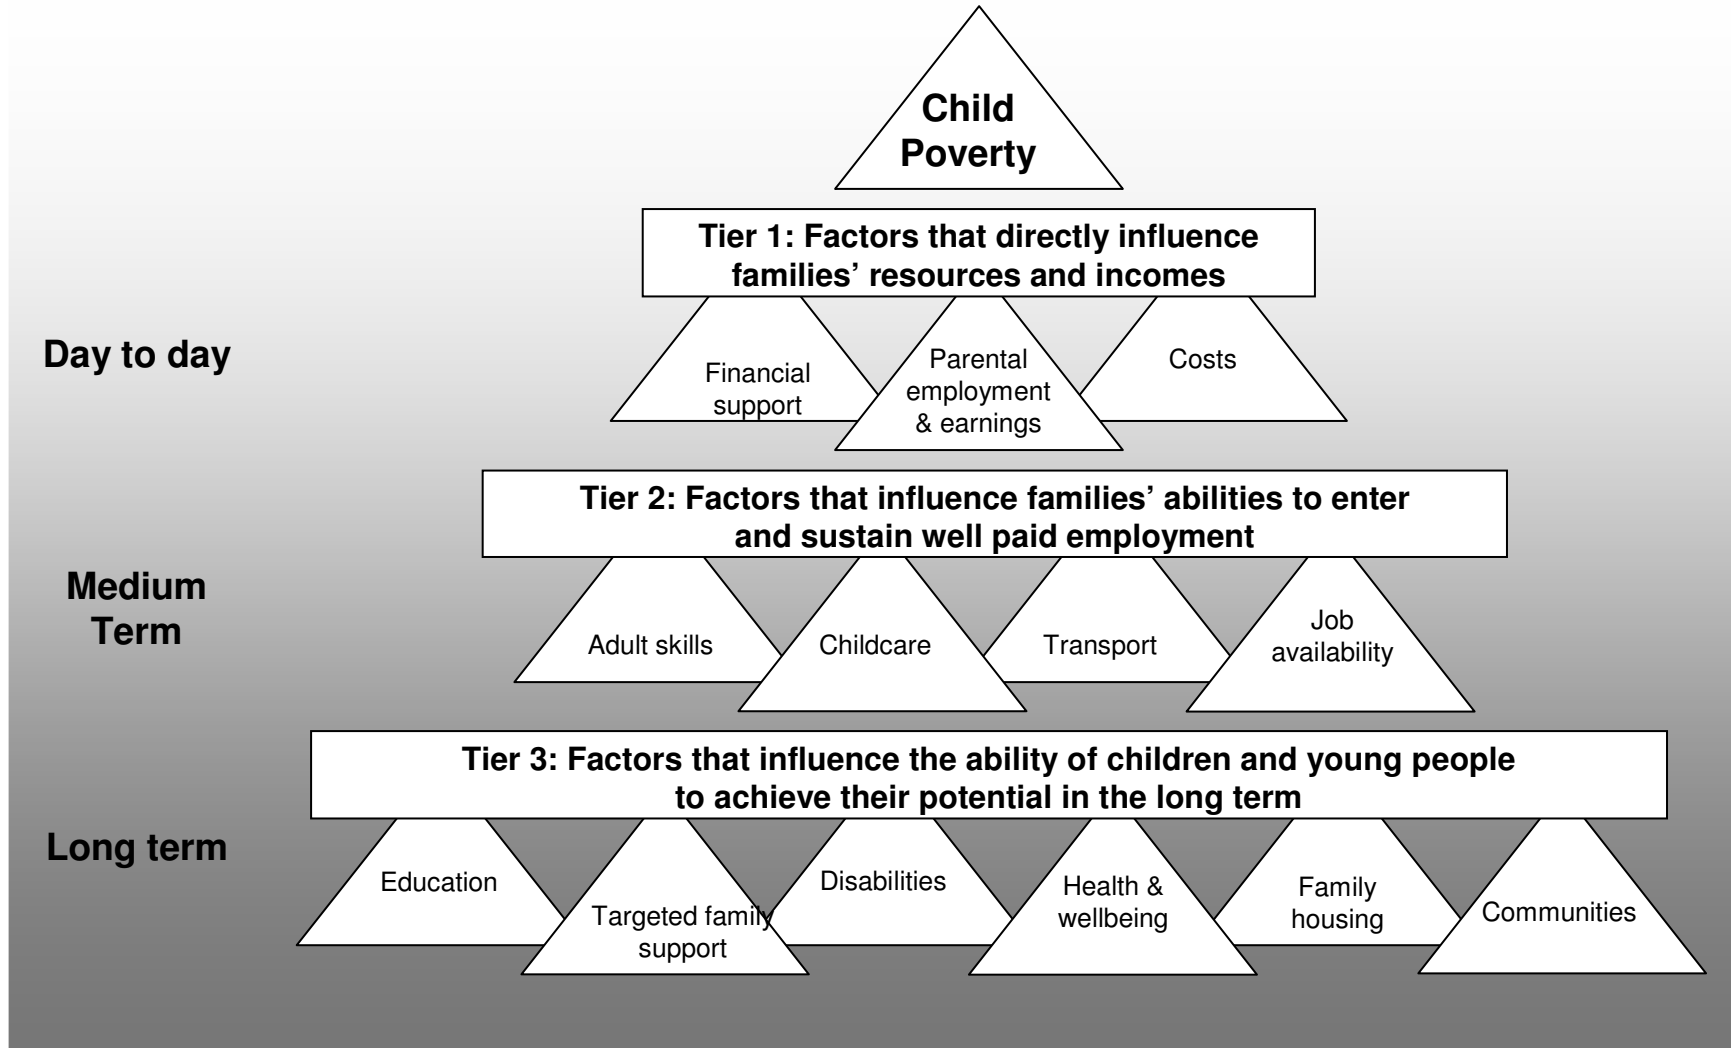 Child
Poverty
Tier 1: Factors that directly influence
families’ resources and incomes
Day to day
Financial
support
Parental
employment
& earnings
Costs
Tier 2: Factors that influence families’ abilities to enter
and sustain well paid employment
Medium
Term
Adult skills
Childcare
Transport
Job
availability
Tier 3: Factors that influence the ability of children and young people
to achieve their potential in the long term
Long term
Education
Targeted family
support
Disabilities
Health &
wellbeing
Family
housing
Communities